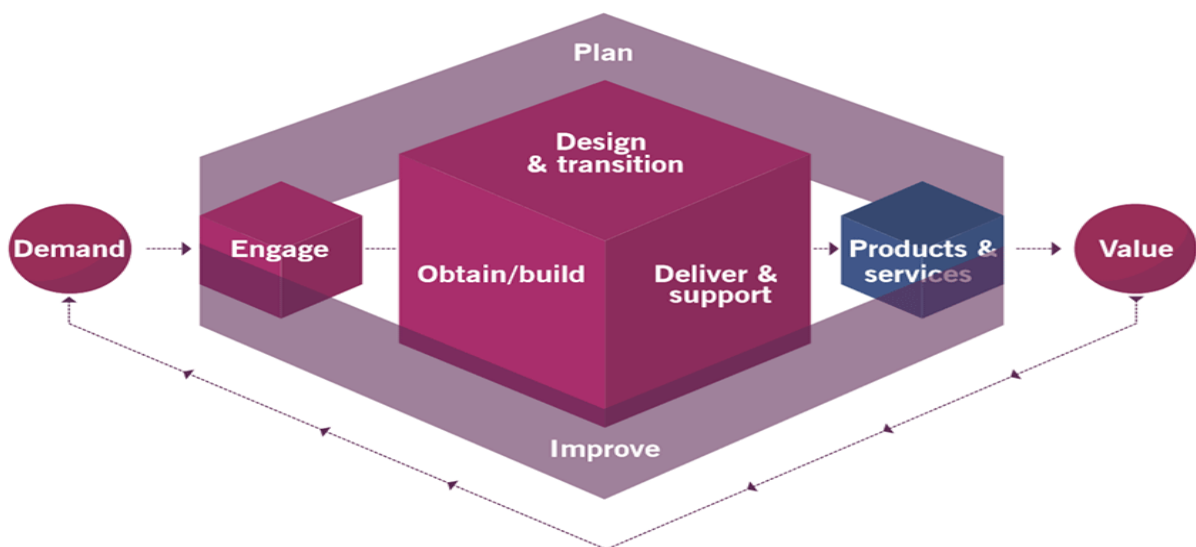 Plan
Design
& transition
Demand
Engage
Obtain/build
Deliver &
support
Products &
services
Value
Improve